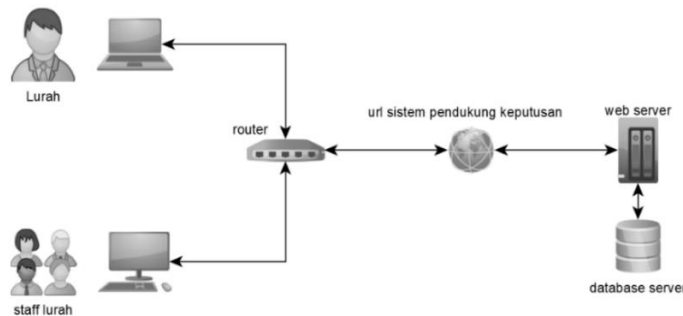 Lurah
router
url sistem pendukung keputusan
web server
database server
staff lurah